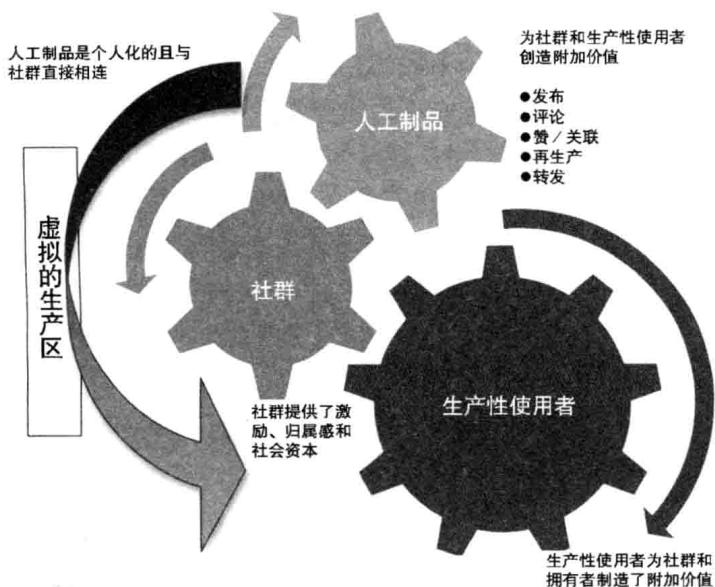 人工制品是个人化的且与
社群直接相连
为社群和生产性使用者
创造附加价值
●发布
●评论
●赞／关联
●再生产
●转发
人工制品
虚拟的生产区
社群
社群提供了激
励、归属感和
社会资本
生产性使用者
生产性使用者为社群和
拥有者制造了附加价值